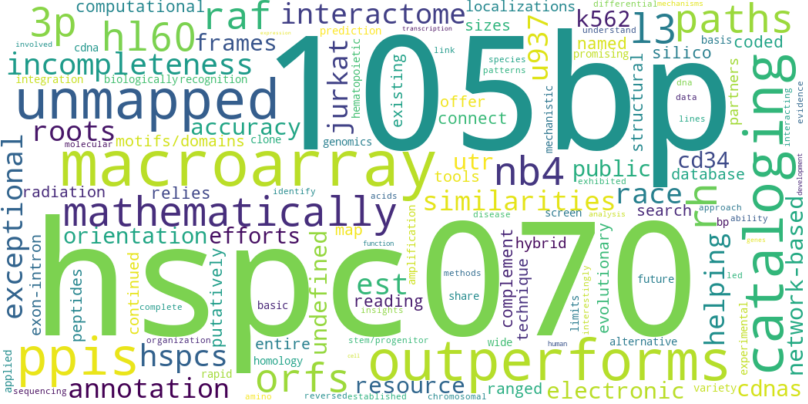 computational
3p
raf
interactome
localizations
differential
mechanisms
hl60
sizes
u937
prediction
k562
l3
paths
involved
cdna
frames
understand
named
promising
basis
coded
incompleteness
link
silico
integration
biologically
recognition
jurkat
hematopoietic
existing
species
patterns
structural
partners
105bp
unmapped
offer
connect
mechanistic
dna
data
lines
cataloging
interacting
evidence
roots
accuracy
clone
genomics
molecular
motifs/domains
macroarray
utr
tools
nb4
public
cd34
database
development
radiation
relies
identify
acids
exhibited
race
search
approach
exceptional
mathematically
similarities
rh
disease
screen
analysis
bp
ability
genes
orientation
efforts
map
amplification
function
complement
hybrid
technique
evolutionary
helping
network-based
exon-intron
peptides
continued
putatively
hspc070
undefined
est
reading
methods
share
interestingly
limits
future
led
experimental
basic
insights
complete
ppis
hspcs
entire
homology
stem/progenitor
outperforms
wide
alternative
human
applied
annotation
organization
rapid
orfs
cell
resource
ranged
electronic
variety
cdnas
sequencing
amino
reversed
established
chromosomal
expression
transcription